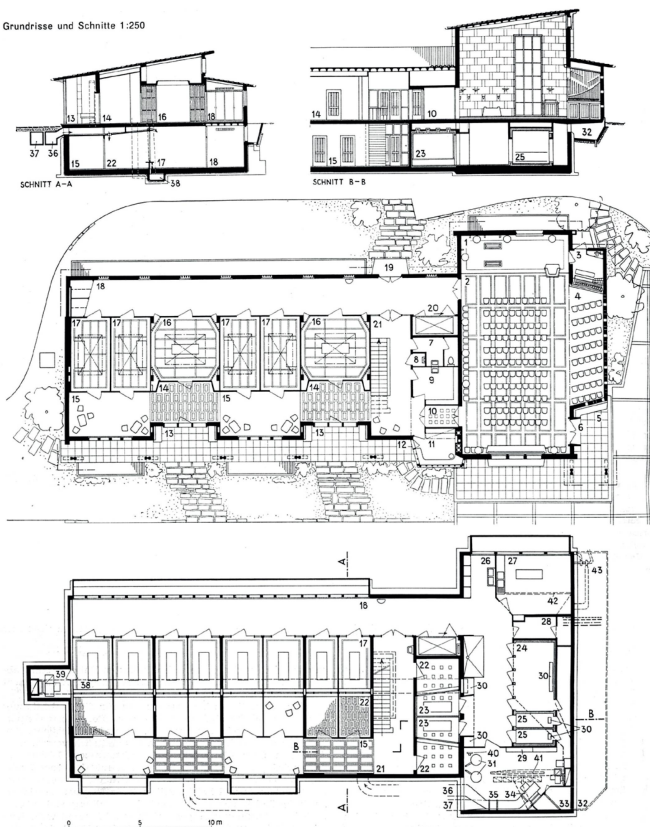 Grundrisse und Schnitte 1:250
13 14 16 18
37 36 15 22 17 18
38
SCHNITT A-A
14 10
15 23 25 32
SCHNITT B-B
19
1
3
18 2 4
20
17 17 16 17 17 16 21
7
8
9
15 14 15 14
10
13 13 12 11 6 5
A
26 27 43
18 42
28
17 24
39 22 30
38 30
22 23
25
23 25 B
B 15 30 30
40 29 41
31
21 22
36 34
A 37 35 33 32
0 5 10 m